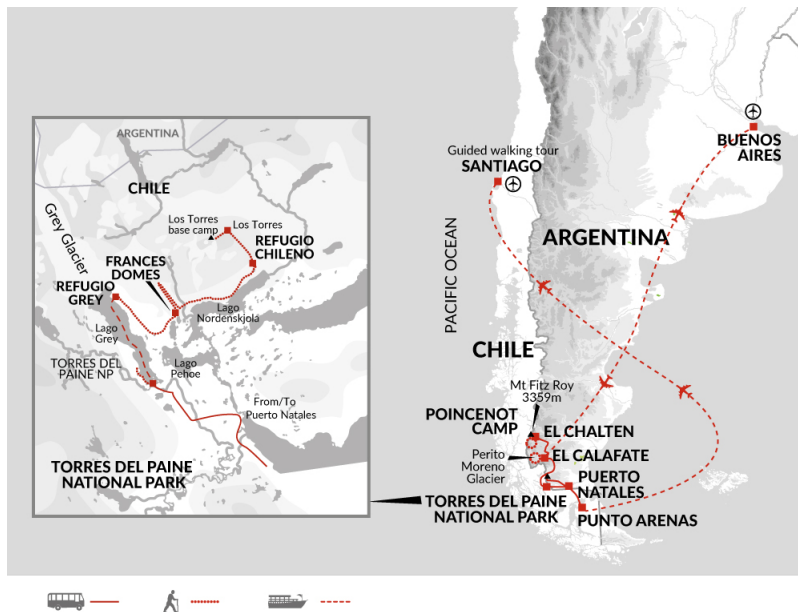 ARGENTINA
CHILE
Grey Glacier
Los Torres
base camp
Los Torres
REFUGIO
CHILENO
FRANCES
DOMES
REFUGIO
GREY
Lago
Nordenskjola
Lago
Grey
Lago
Pehoe
TORRES DEL
PAINE NP
From/To
Puerto Natales
TORRES DEL PAINE
NATIONAL PARK
Guided walking tour
SANTIAGO
BUENOS
AIRES
PACIFIC OCEAN
ARGENTINA
CHILE
Mt Fitz Roy
3359m
POINCENOT
CAMP
EL CHALTEN
Perito
Moreno
Glacier
EL CALAFATE
PUERTO
NATALES
TORRES DEL PAINE
NATIONAL PARK
PUNTO ARENAS